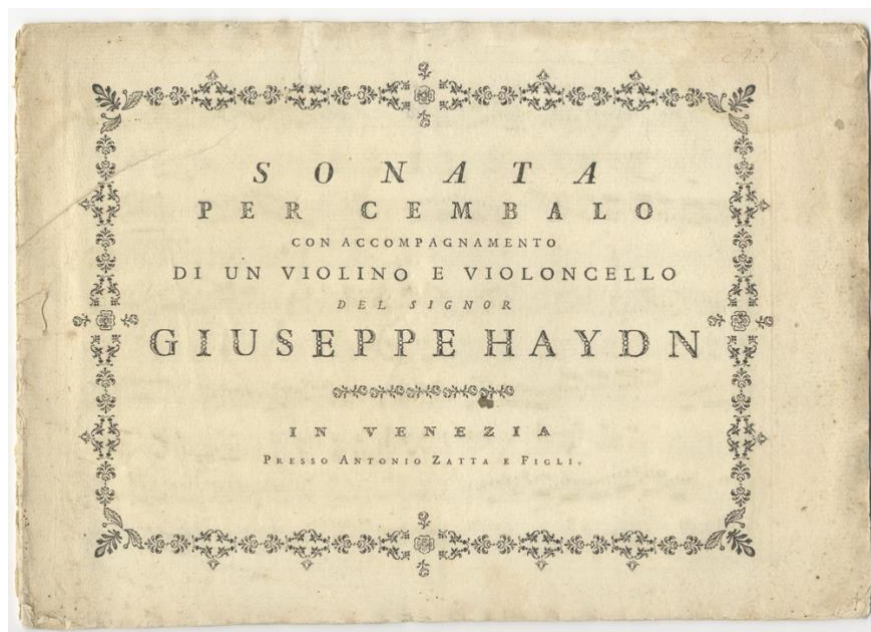 SONATA
PER CEMBALO
CON ACCOMPAGNAMENTO
DI UN VIOLINO E VIOLONCELLO
DEL SIGNOR
GIUSEPPE HAYDN
IN VENEZIA
PRESSO ANTONIO ZATTA E FIGLI.